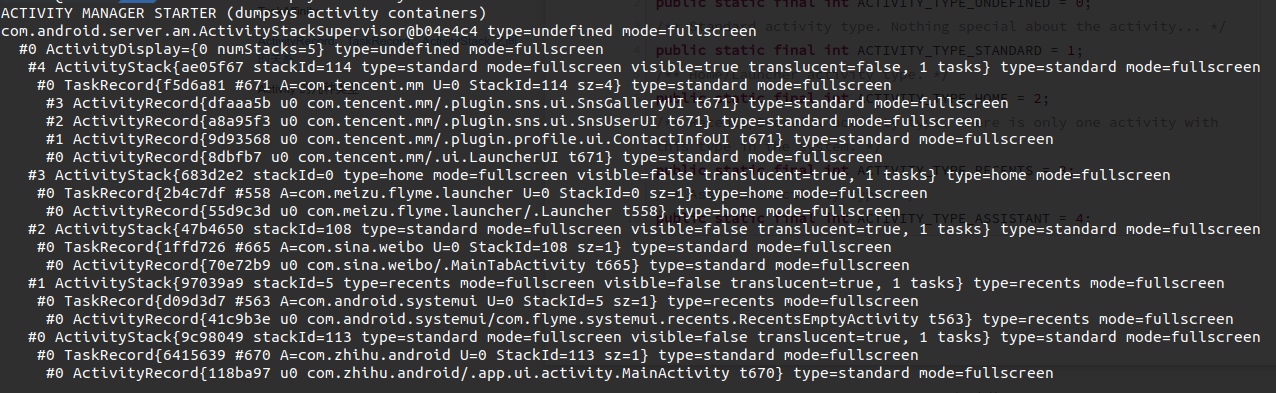 ACTIVITY MANAGER STARTER (dumpsys activity containers)
com.android.server.am.ActivityStackSupervisor@b04e4c4 type=undefined mode=fullscreen
#0 ActivityDisplay={0 numStacks=5} type=undefined mode=fullscreen
#4 ActivityStack{ae05f67 stackId=114 type=standard mode=fullscreen visible=true translucent=false, 1 tasks} type=standard mode=fullscreen
#0 TaskRecord{f5d6a81 #671 A=com.tencent.mm U=0 StackId=114 sz=4} type=standard mode=fullscreen
#3 ActivityRecord{dfaaa5b u0 com.tencent.mm/.plugin.sns.ui.SnsGalleryUI t671} type=standard mode=fullscreen
#2 ActivityRecord{a8a95f3 u0 com.tencent.mm/.plugin.sns.ui.SnsUserUI t671} type=standard mode=fullscreen
#1 ActivityRecord{9d93568 u0 com.tencent.mm/.plugin.profile.ui.ContactInfoUI t671} type=standard mode=fullscreen
#0 ActivityRecord{8dbfb7 u0 com.tencent.mm/.ui.LauncherUI t671} type=standard mode=fullscreen
#3 ActivityStack{683d2e2 stackId=0 type=home mode=fullscreen visible=false translucent=true, 1 tasks} type=home mode=fullscreen
#0 TaskRecord{2b4c7df #558 A=com.meizu.flyme.launcher U=0 StackId=0 sz=1} type=home mode=fullscreen
#0 ActivityRecord{55d9c3d u0 com.meizu.flyme.launcher/.Launcher t558} type=home mode=fullscreen
#2 ActivityStack{47b4650 stackId=108 type=standard mode=fullscreen visible=false translucent=true, 1 tasks} type=standard mode=fullscreen
#0 TaskRecord{1ffd726 #665 A=com.sina.weibo U=0 StackId=108 sz=1} type=standard mode=fullscreen
#0 ActivityRecord{70e72b9 u0 com.sina.weibo/.MainTabActivity t665} type=standard mode=fullscreen
#1 ActivityStack{97039a9 stackId=5 type=recents mode=fullscreen visible=false translucent=true, 1 tasks} type=recents mode=fullscreen
#0 TaskRecord{d09d3d7 #563 A=com.android.systemui U=0 StackId=5 sz=1} type=recents mode=fullscreen
#0 ActivityRecord{41c9b3e u0 com.android.systemui/com.flyme.systemui.recents.RecentsEmptyActivity t563} type=recents mode=fullscreen
#0 ActivityStack{9c98049 stackId=113 type=standard mode=fullscreen visible=false translucent=true, 1 tasks} type=standard mode=fullscreen
#0 TaskRecord{6415639 #670 A=com.zhihu.android U=0 StackId=113 sz=1} type=standard mode=fullscreen
#0 ActivityRecord{118ba97 u0 com.zhihu.android/.app.ui.activity.MainActivity t670} type=standard mode=fullscreen